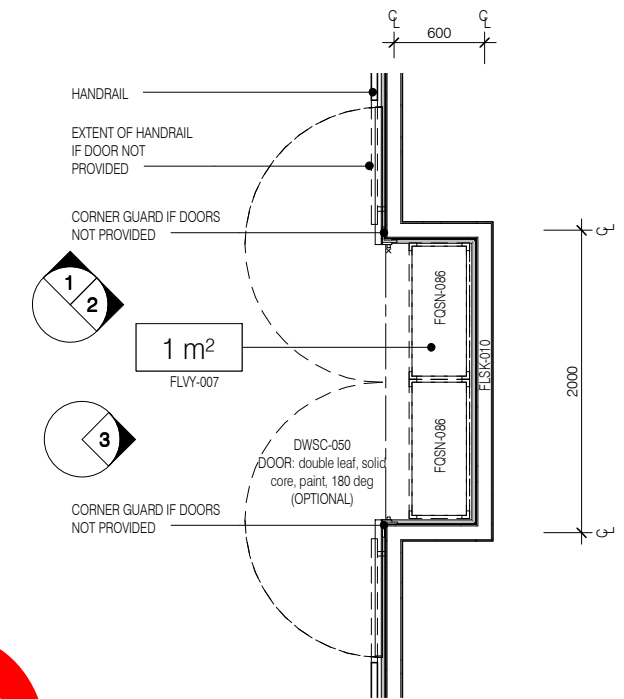 ℄ ℄
600
HANDRAIL
EXTENT OF HANDRAIL
IF DOOR NOT
PROVIDED
CORNER GUARD IF DOORS
NOT PROVIDED
℄
1
2
FQSN-086
1 m²
FLVY-007
FLSK-010
2000
3
FQSN-086
DWSC-050
DOOR: double leaf, solid
core, paint, 180 deg
(OPTIONAL)
CORNER GUARD IF DOORS
NOT PROVIDED
℄